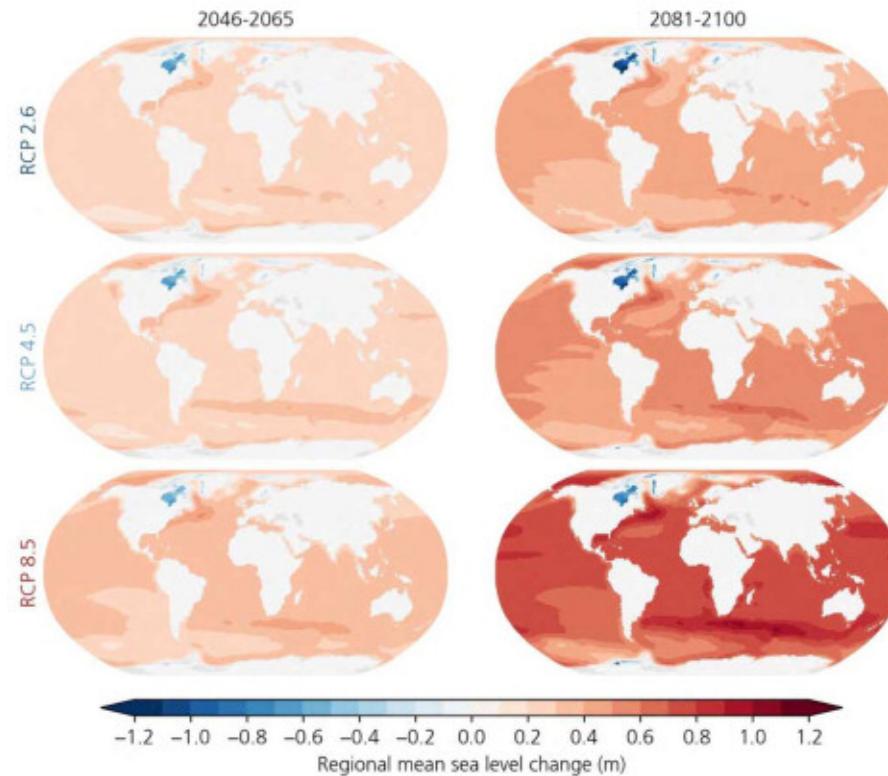 2046-2065
2081-2100
RCP 2.6
RCP 4.5
RCP 8.5
−1.2 −1.0 −0.8 −0.6 −0.4 −0.2 0.0 0.2 0.4 0.6 0.8 1.0 1.2
Regional mean sea level change (m)